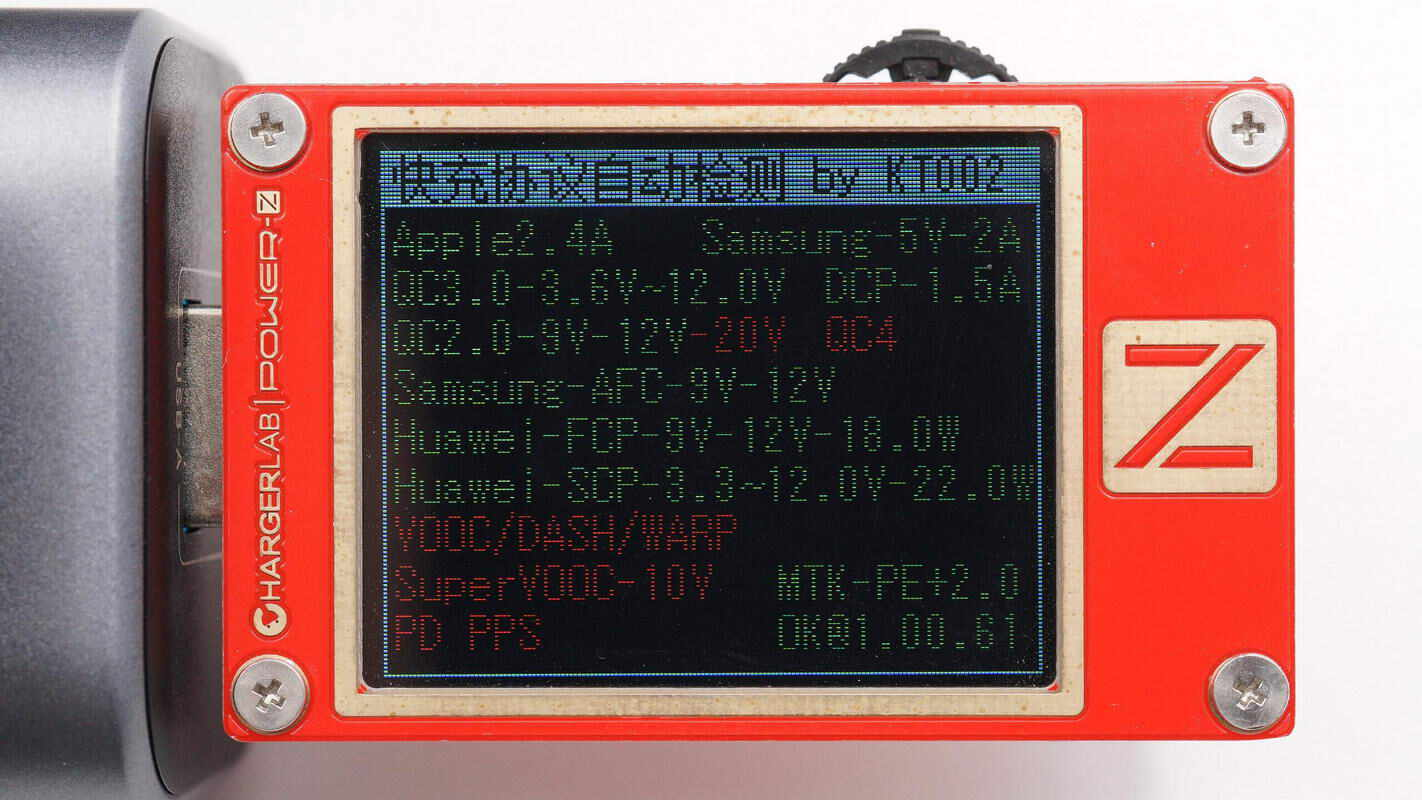 快充协议自动检测 by KT002
Apple2.4A Samsung-5V-2A
QC3.0-3.6V~12.0V DCP-1.5A
QC2.0-9V-12V-20V QC4
Samsung-AFC-9V-12V
Huawei-FCP-9V-12V-18.0W
Huawei-SCP-3.3~12.0V-22.0W
VOOC/DASH/WARP
SuperVOOC-10V MTK-PE+2.0
PD PPS OK@1.00.61
CHARGERLAB | POWER-Z
Z